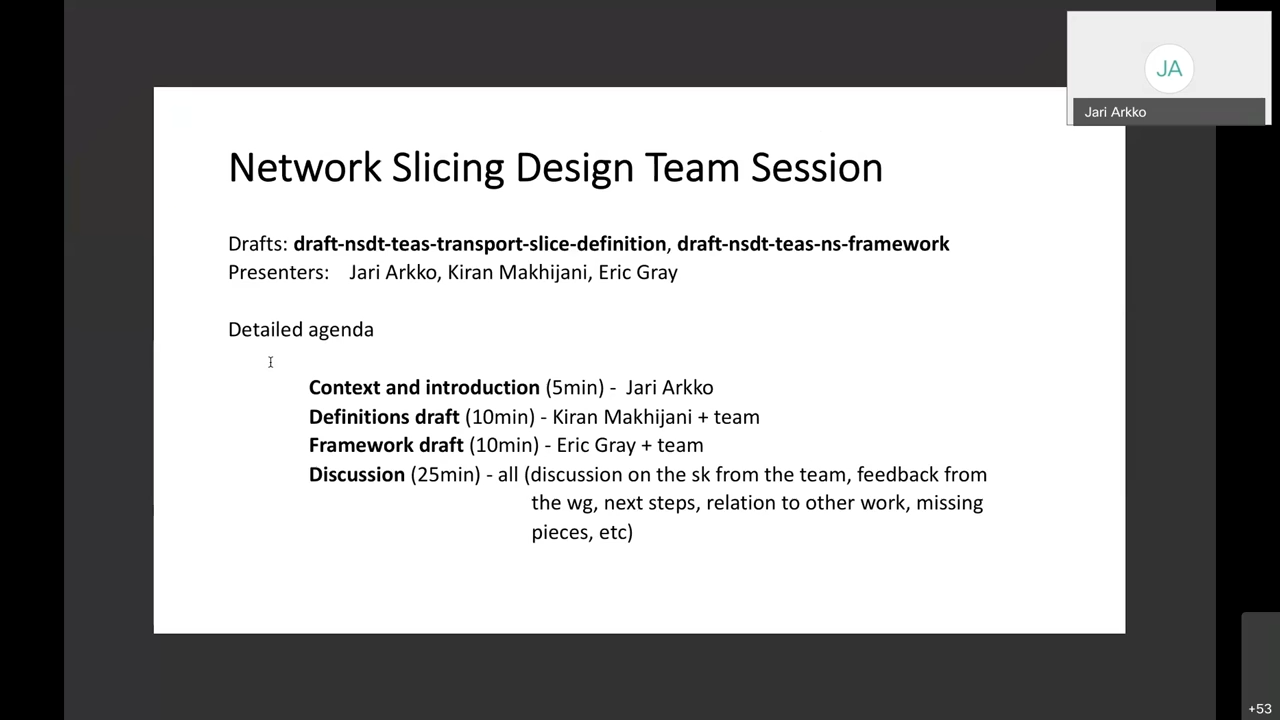 JA
Jari Arkko
Network Slicing Design Team Session
Drafts: draft-nsdt-teas-transport-slice-definition, draft-nsdt-teas-ns-framework
Presenters: Jari Arkko, Kiran Makhijani, Eric Gray
Detailed agenda
Context and introduction (5min) - Jari Arkko
Definitions draft (10min) - Kiran Makhijani + team
Framework draft (10min) - Eric Gray + team
Discussion (25min) - all (discussion on the sk from the team, feedback from
the wg, next steps, relation to other work, missing
pieces, etc)
+53